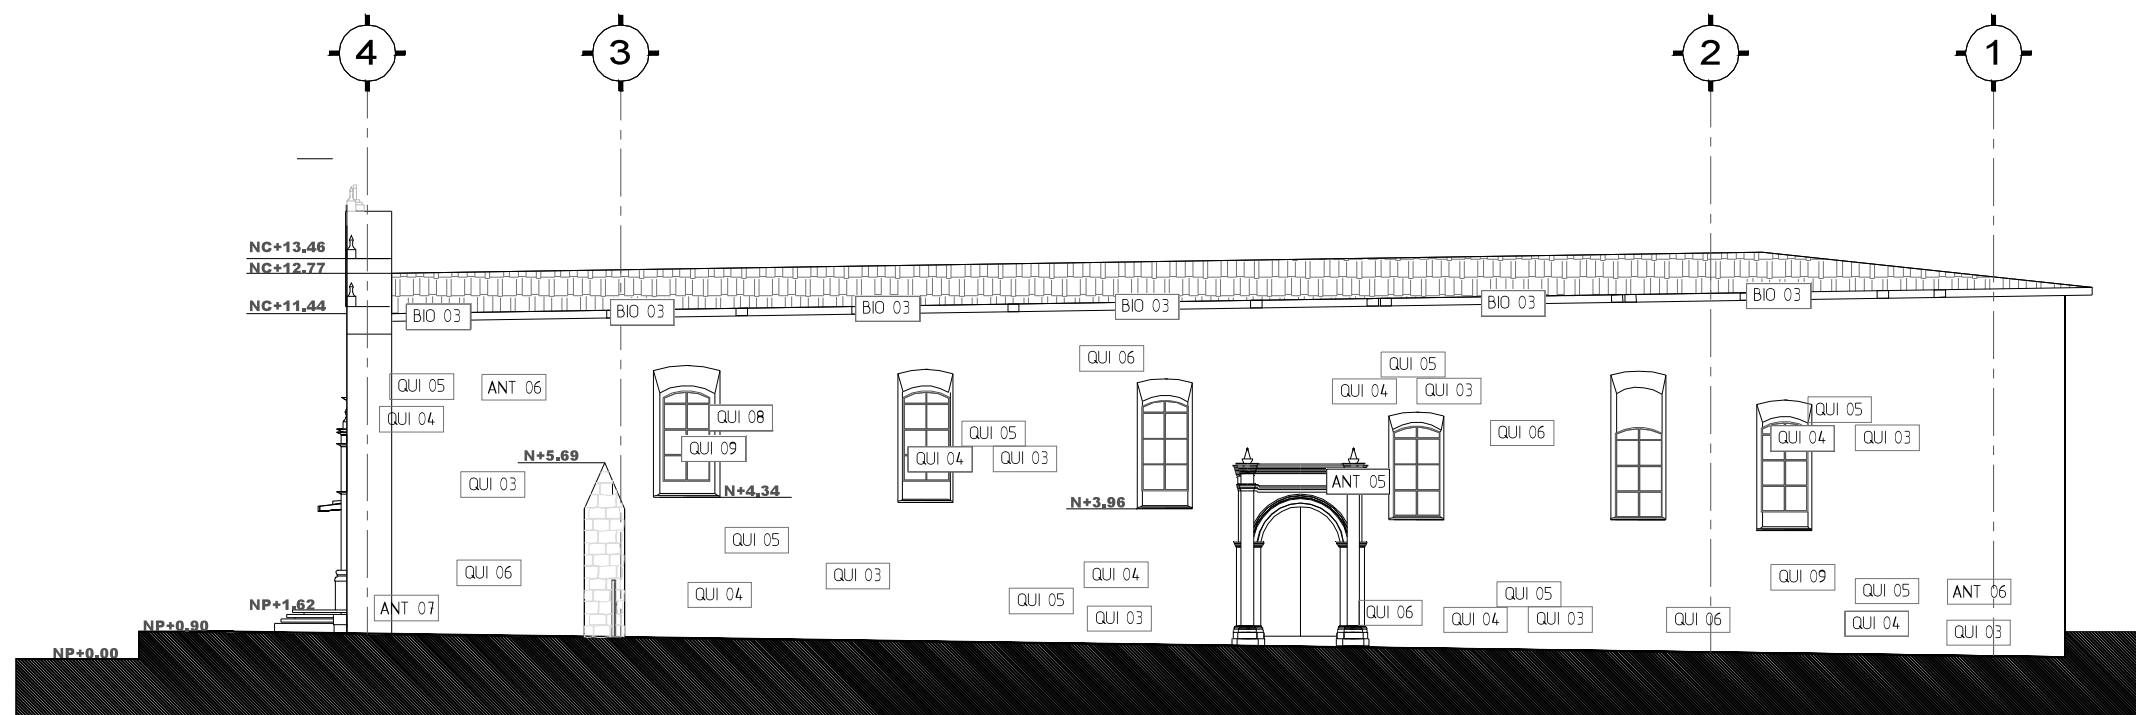 4 3 2 1
NC+13.46
NC+12.77
NC+11.44
BIO 03 BIO 03 BIO 03 BIO 03 BIO 03 BIO 03
QUI 06
QUI 05
QUI 05 ANT 06
QUI 04 QUI 03
QUI 05
QUI 04 QUI 08
QUI 05 QUI 06
QUI 04 QUI 03
QUI 09
N+5.69
QUI 04 QUI 03
QUI 03
ANT 05
N+4.34
N+3.96
QUI 05
QUI 06
QUI 03
QUI 04
QUI 09
QUI 04
QUI 05
QUI 05
QUI 05 ANT 06
NP+1.62
ANT 07
QUI 06
QUI 03
QUI 04 QUI 03
QUI 06
QUI 04
NP+0.90
QUI 03
NP+0.00